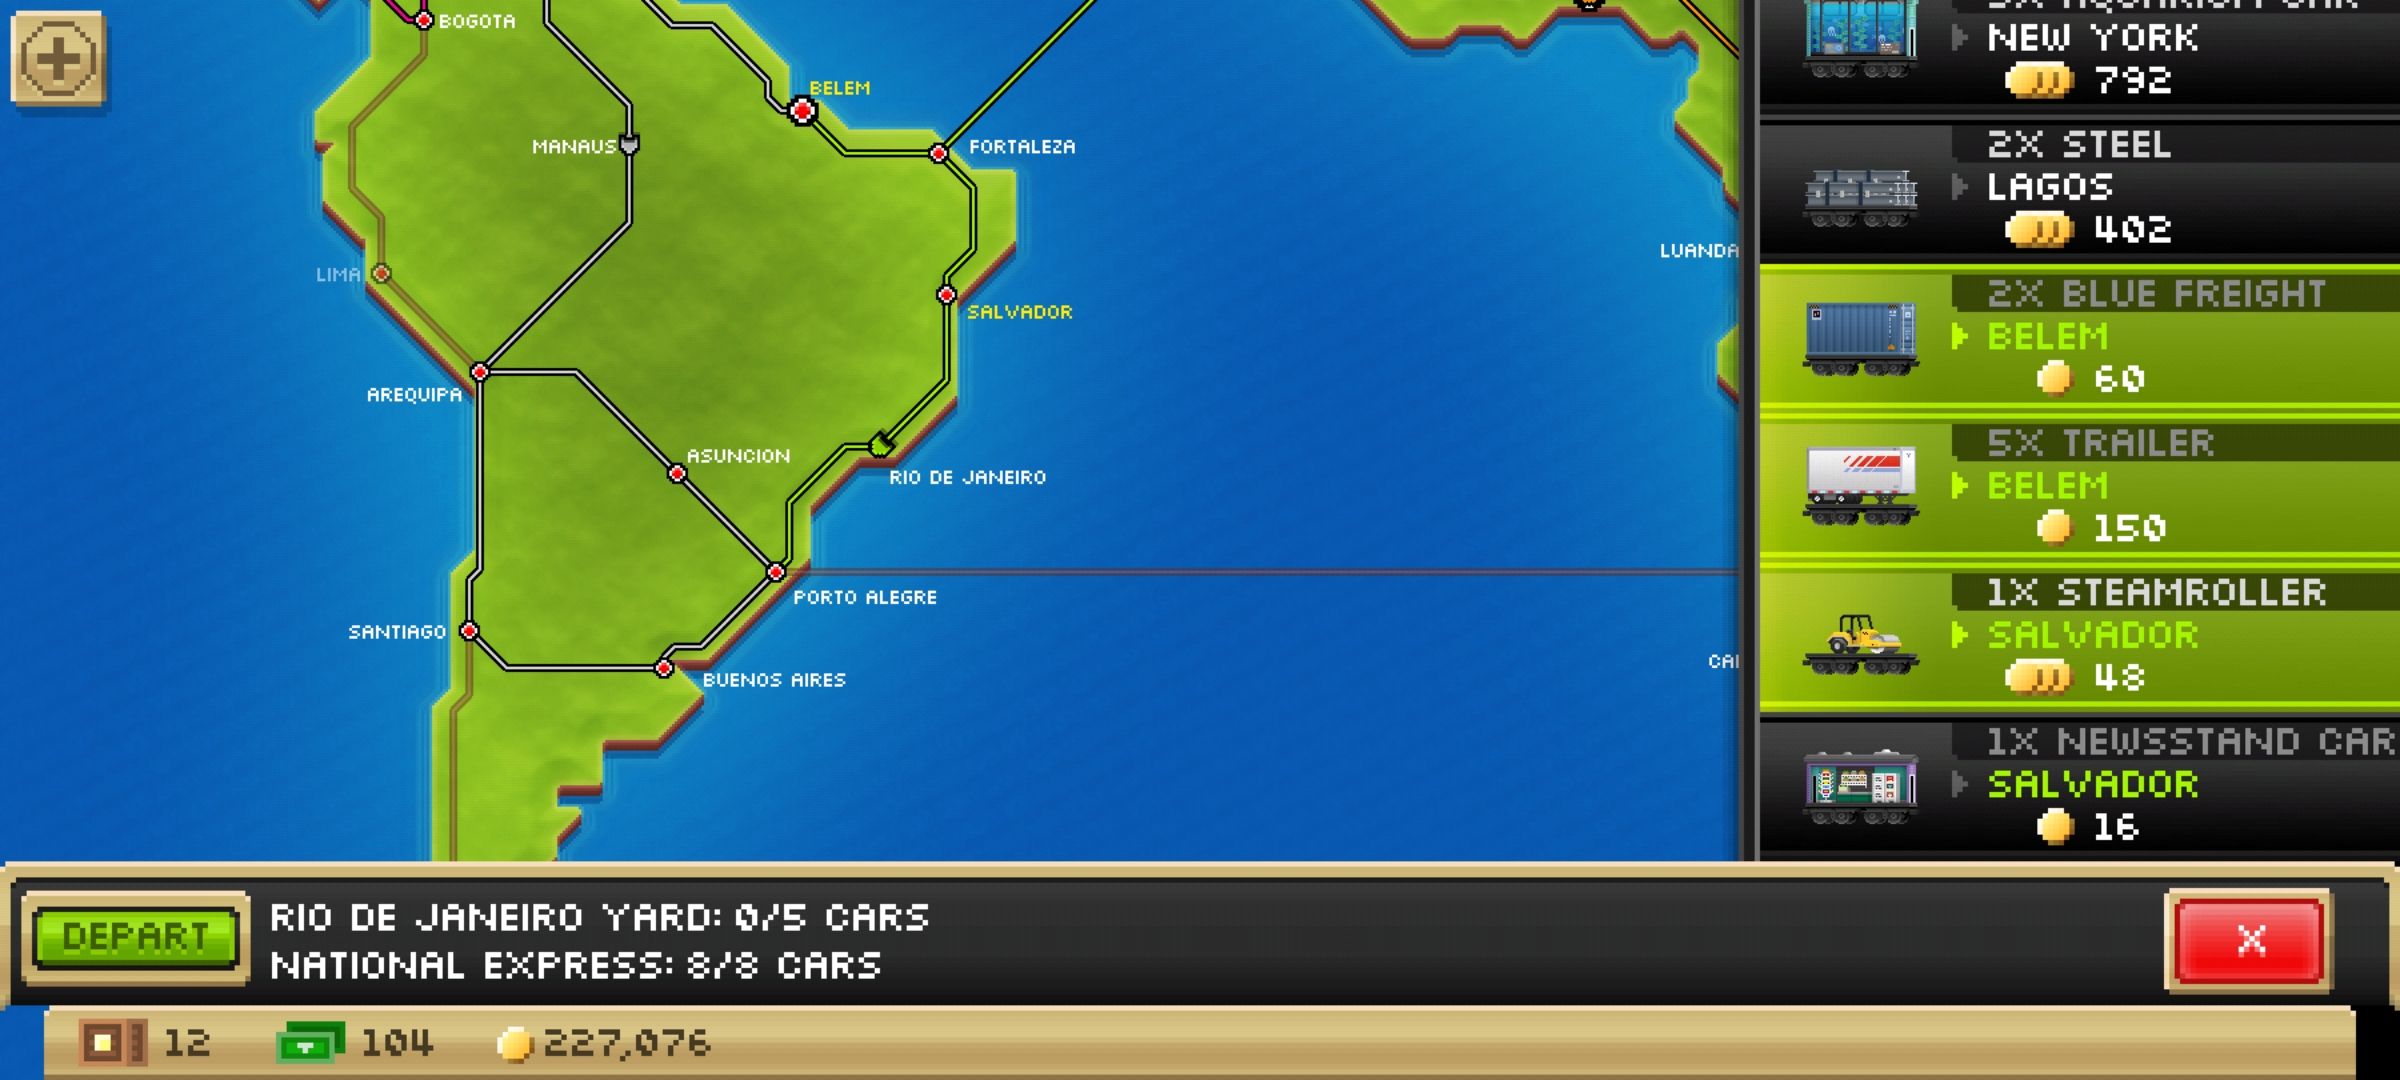 BOGOTA
BELEM
MANAUS
FORTALEZA
LIMA
SALVADOR
LUANDA
AREQUIPA
ASUNCION
RIO DE JANEIRO
PORTO ALEGRE
SANTIAGO
BUENOS AIRES
NEW YORK
792
2X STEEL
LAGOS
402
2X BLUE FREIGHT
BELEM
60
5X TRAILER
BELEM
150
1X STEAMROLLER
SALVADOR
48
1X NEWSSTAND CAR
SALVADOR
16
DEPART
RIO DE JANEIRO YARD: 0/5 CARS
NATIONAL EXPRESS: 8/8 CARS
X
12
104
227,076